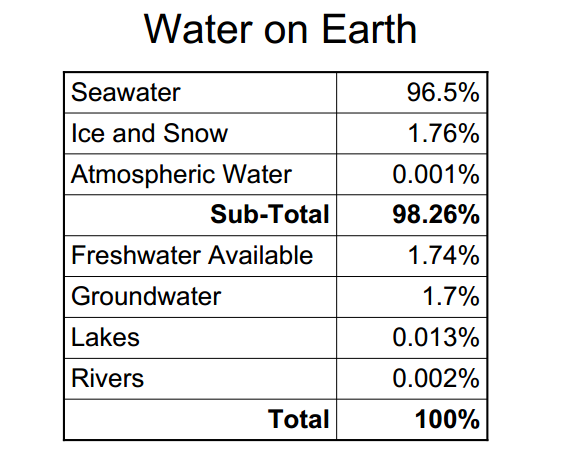 Water on Earth
Seawater 96.5%
Ice and Snow 1.76%
Atmospheric Water 0.001%
Sub-Total 98.26%
Freshwater Available 1.74%
Groundwater 1.7%
Lakes 0.013%
Rivers 0.002%
Total 100%